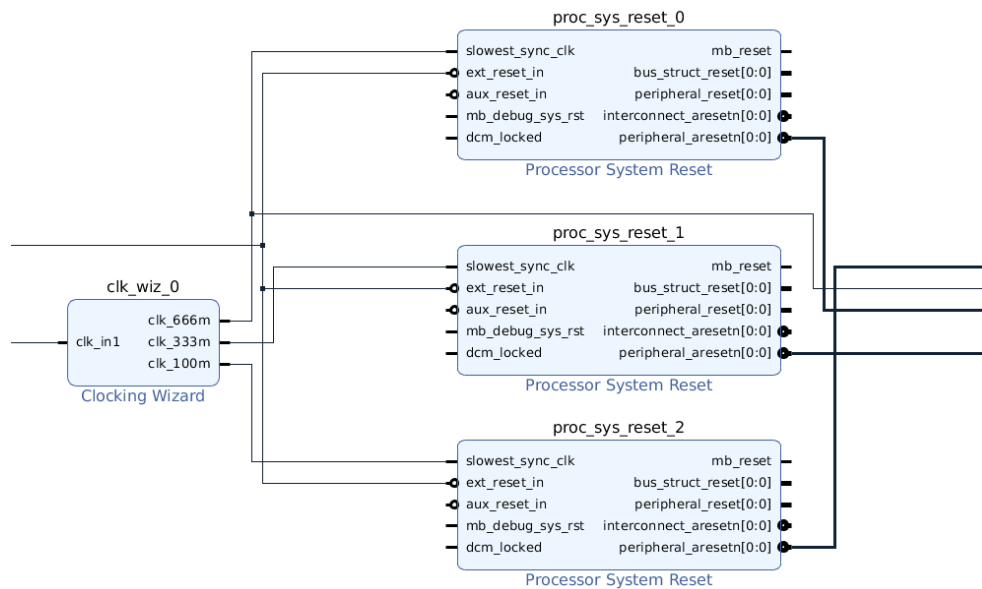 proc_sys_reset_0
slowest_sync_clk mb_reset
ext_reset_in bus_struct_reset[0:0]
aux_reset_in peripheral_reset[0:0]
mb_debug_sys_rst interconnect_aresetn[0:0]
dcm_locked peripheral_aresetn[0:0]
Processor System Reset
proc_sys_reset_1
slowest_sync_clk mb_reset
ext_reset_in bus_struct_reset[0:0]
aux_reset_in peripheral_reset[0:0]
mb_debug_sys_rst interconnect_aresetn[0:0]
dcm_locked peripheral_aresetn[0:0]
Processor System Reset
clk_wiz_0
clk_666m
clk_in1 clk_333m
clk_100m
Clocking Wizard
proc_sys_reset_2
slowest_sync_clk mb_reset
ext_reset_in bus_struct_reset[0:0]
aux_reset_in peripheral_reset[0:0]
mb_debug_sys_rst interconnect_aresetn[0:0]
dcm_locked peripheral_aresetn[0:0]
Processor System Reset